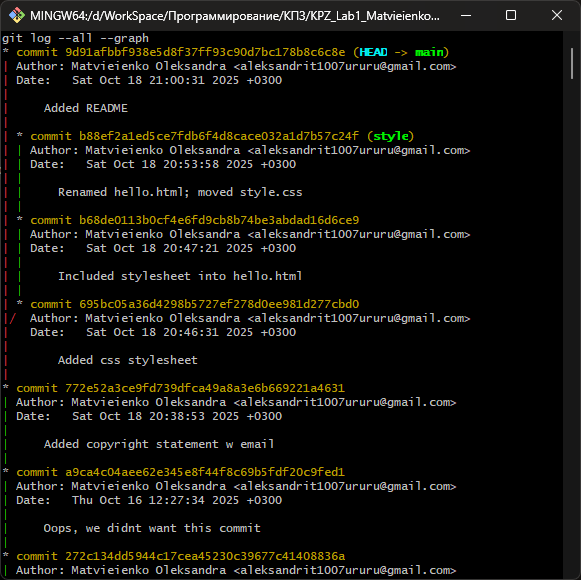 MINGW64:/d/WorkSpace/Программирование/КПЗ/KPZ_Lab1_Matvieienko...
git log --all --graph
* commit 9d91afbbf938e5d8f37ff93c90d7bc178b8c6c8e (HEAD -> main)
| Author: Matvieienko Oleksandra <aleksandrit1007ururu@gmail.com>
| Date:   Sat Oct 18 21:00:31 2025 +0300
|
|     Added README
|
| * commit b88ef2a1ed5ce7fdb6f4d8cace032a1d7b57c24f (style)
| | Author: Matvieienko Oleksandra <aleksandrit1007ururu@gmail.com>
| | Date:   Sat Oct 18 20:53:58 2025 +0300
| |
| |     Renamed hello.html; moved style.css
| |
| * commit b68de0113b0cf4e6fd9cb8b74be3abdad16d6ce9
| | Author: Matvieienko Oleksandra <aleksandrit1007ururu@gmail.com>
| | Date:   Sat Oct 18 20:47:21 2025 +0300
| |
| |     Included stylesheet into hello.html
| |
| * commit 695bc05a36d4298b5727ef278d0ee981d277cbd0
|/  Author: Matvieienko Oleksandra <aleksandrit1007ururu@gmail.com>
|   Date:   Sat Oct 18 20:46:31 2025 +0300
|
|       Added css stylesheet
|
* commit 772e52a3ce9fd739dfca49a8a3e6b669221a4631
| Author: Matvieienko Oleksandra <aleksandrit1007ururu@gmail.com>
| Date:   Sat Oct 18 20:38:53 2025 +0300
|
|     Added copyright statement w email
|
* commit a9ca4c04aee62e345e8f44f8c69b5fdf20c9fed1
| Author: Matvieienko Oleksandra <aleksandrit1007ururu@gmail.com>
| Date:   Thu Oct 16 12:27:34 2025 +0300
|
|     Oops, we didnt want this commit
|
* commit 272c134dd5944c17cea45230c39677c41408836a
| Author: Matvieienko Oleksandra <aleksandrit1007ururu@gmail.com>